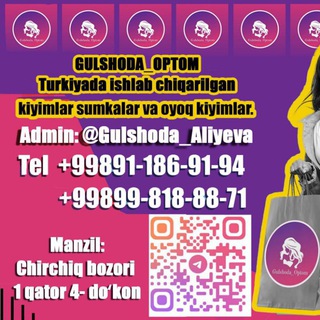 GULSHODA_OPTOM
Turkiyada ishlab chiqarilgan
kiyimlar sumkalar va oyoq kiyimlar.
Admin: @Gulshoda_Aliyeva
Tel +99891-186-91-94
+99899-818-88-71
Manzil:
Chirchiq bozori
1 qator 4- do‘kon
Gulshoda_Optom